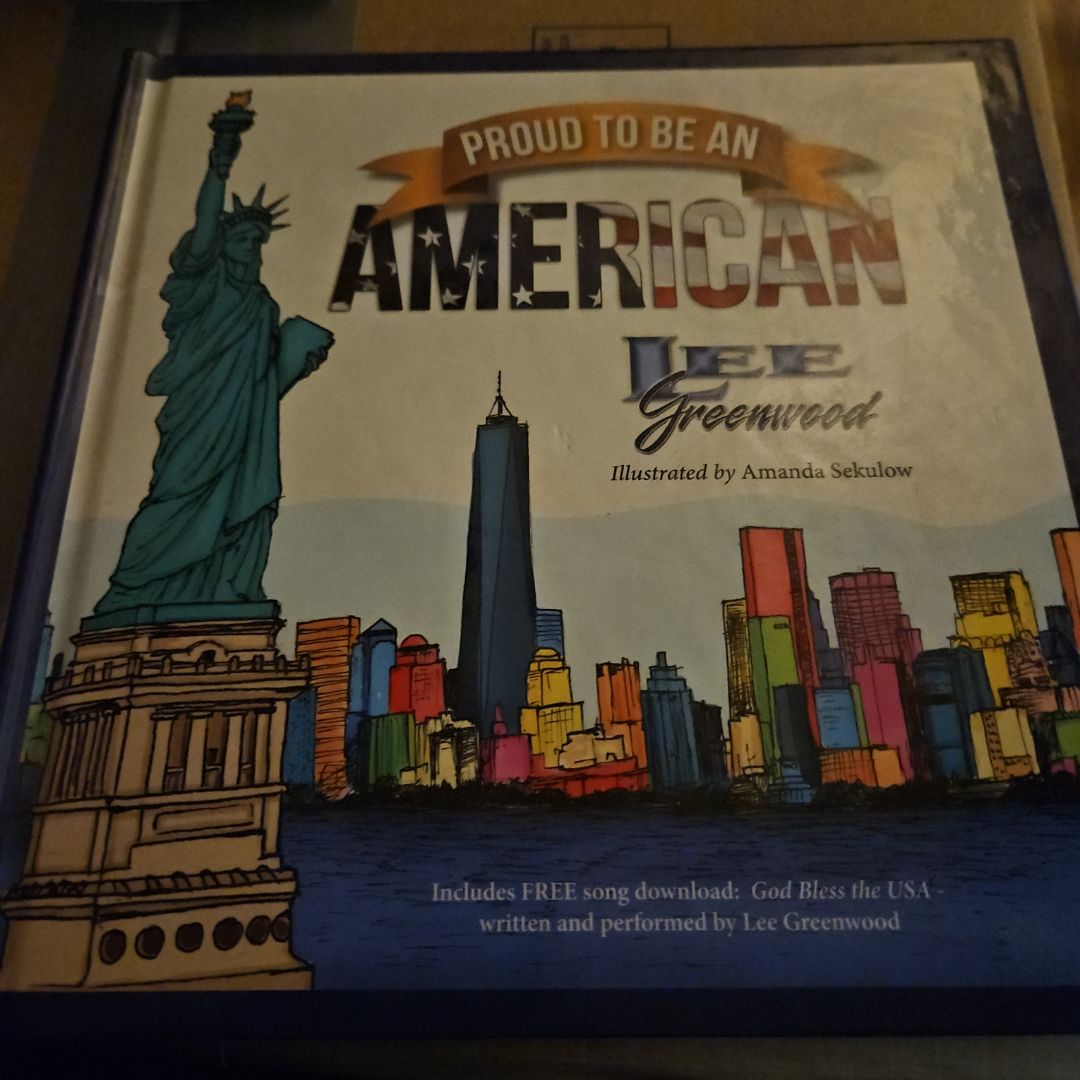 PROUD TO BE AN
AMERICAN
LEE
Greenwood
Illustrated by Amanda Sekulow
Includes FREE song download: God Bless the USA -
written and performed by Lee Greenwood